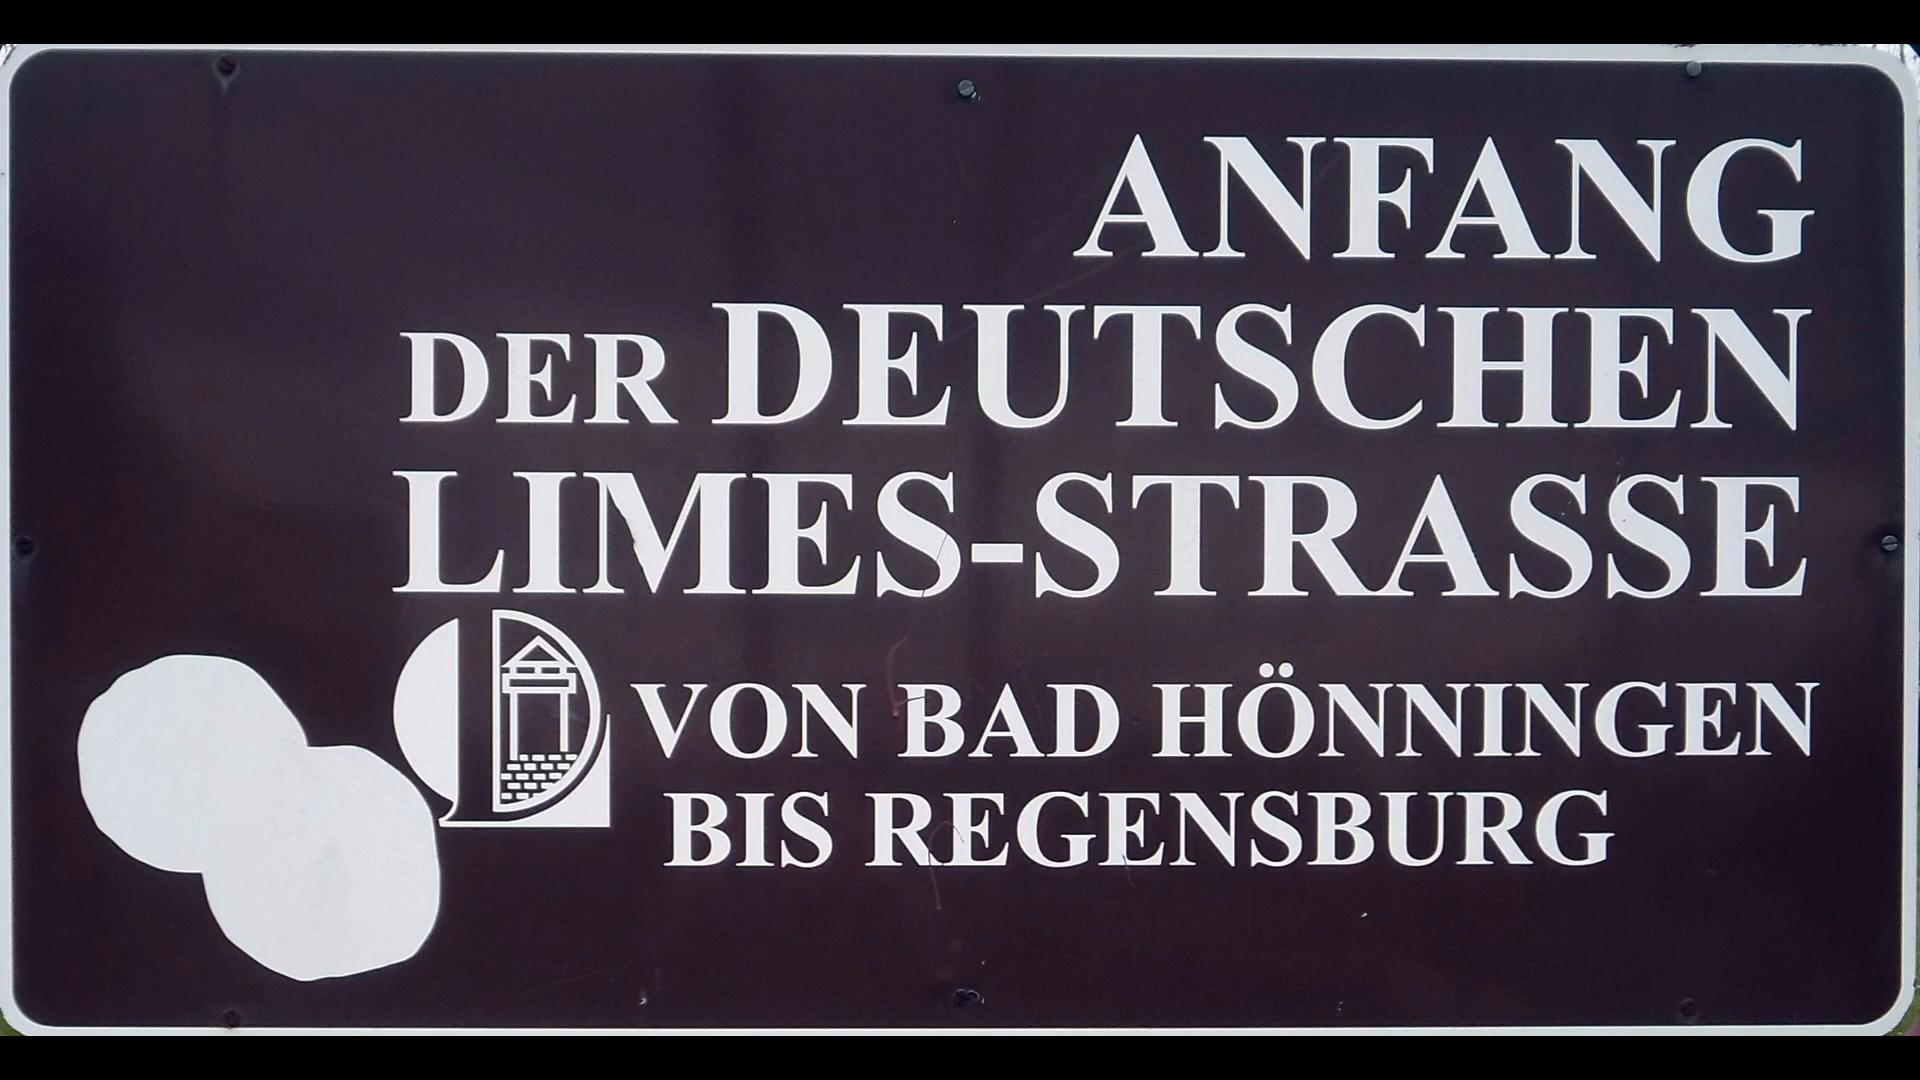 ANFANG
DER DEUTSCHEN
LIMES-STRASSE
VON BAD HÖNNINGEN
BIS REGENSBURG